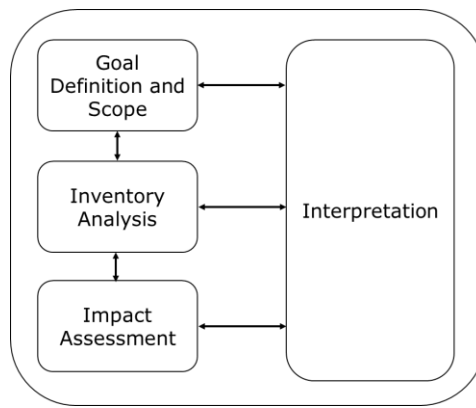 Goal
Definition and
Scope
Inventory
Analysis
Impact
Assessment
Interpretation